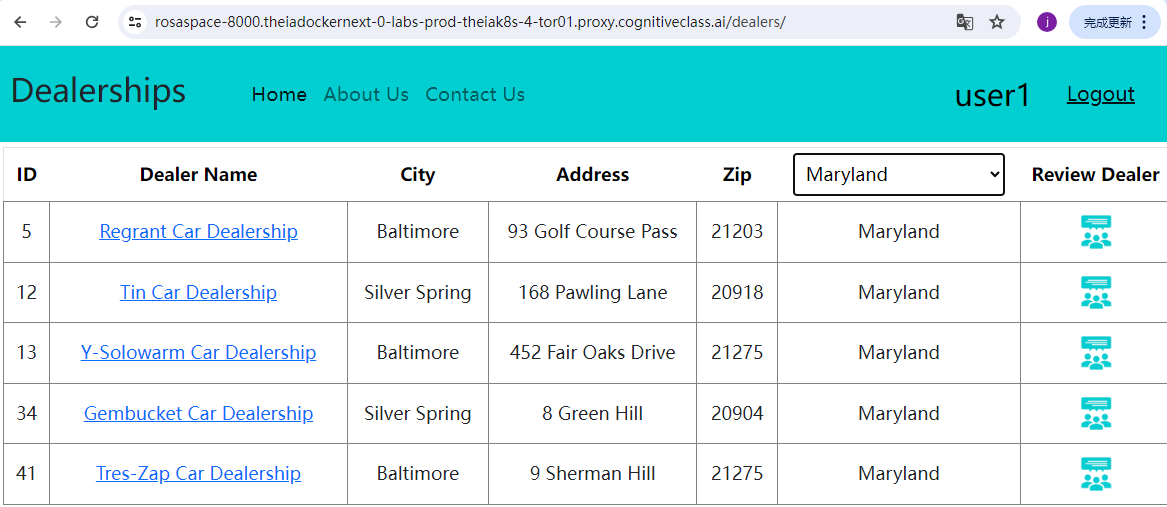 rosaspace-8000.theiadockernext-0-labs-prod-theiak8s-4-tor01.proxy.cognitiveclass.ai/dealers/ j 完成更新
Dealerships Home About Us Contact Us user1 Logout
ID Dealer Name City Address Zip Maryland Review Dealer
5 Regrant Car Dealership Baltimore 93 Golf Course Pass 21203 Maryland
12 Tin Car Dealership Silver Spring 168 Pawling Lane 20918 Maryland
13 Y-Solowarm Car Dealership Baltimore 452 Fair Oaks Drive 21275 Maryland
34 Gembucket Car Dealership Silver Spring 8 Green Hill 20904 Maryland
41 Tres-Zap Car Dealership Baltimore 9 Sherman Hill 21275 Maryland